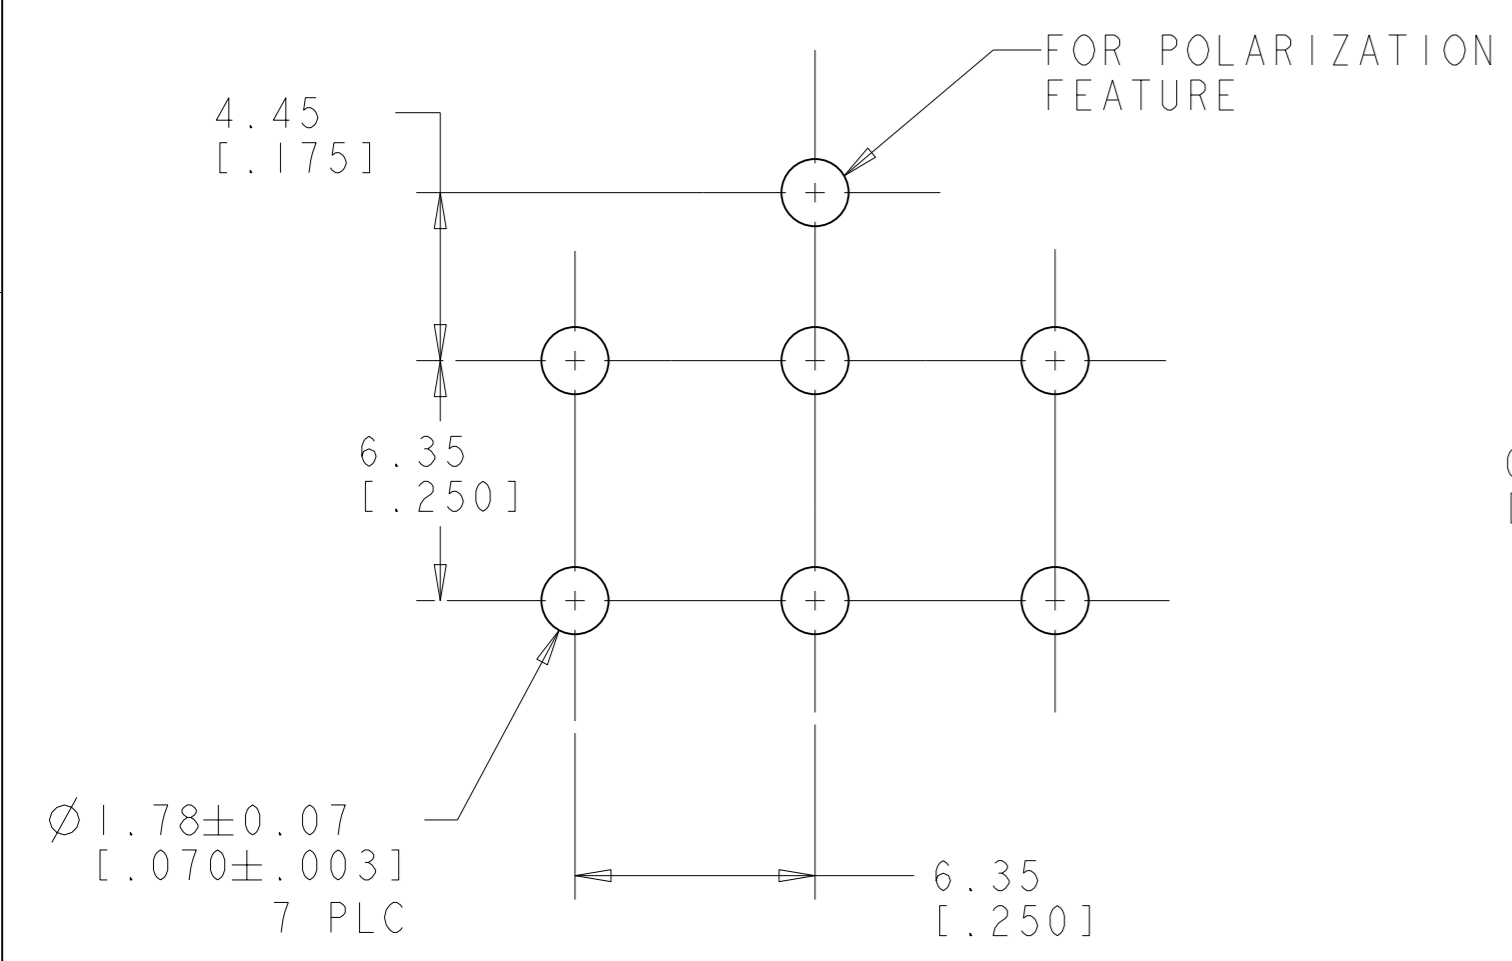 FOR POLARIZATION
FEATURE
4.45
[.175]
6.35
[.250]
Ø1.78±0.07
[.070±.003]
7 PLC
6.35
[.250]